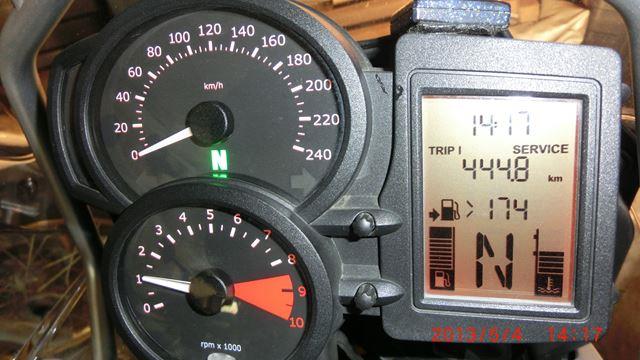 0 20 40 60 80 100 120 140 160 180 200 220 240
km/h
N
0 1 2 3 4 5 6 7 8 9 10
rpm x 1000
14:17
TRIP I SERVICE
444.8 km
> 174
N
2013/6/4 14:17